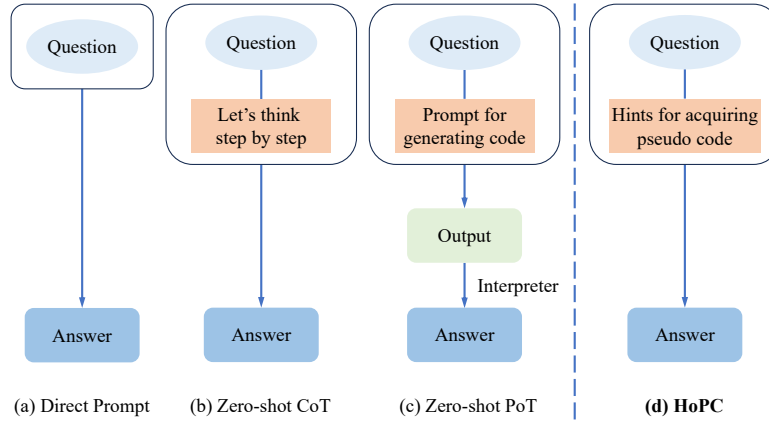 Question
Answer
(a) Direct Prompt
Question
Let's think
step by step
Answer
(b) Zero-shot CoT
Question
Prompt for
generating code
Output
Interpreter
Answer
(c) Zero-shot PoT
Question
Hints for acquiring
pseudo code
Answer
(d) HoPC